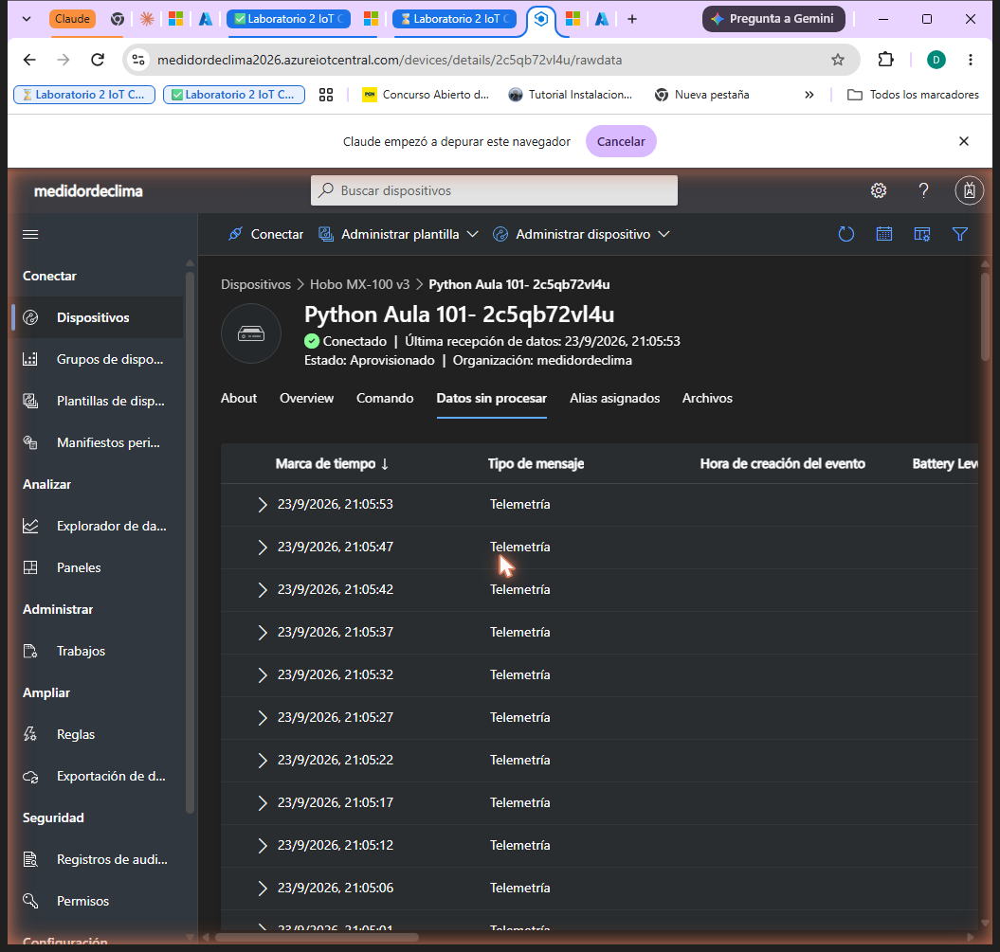 Claude
Laboratorio 2 IoT C
Laboratorio 2 IoT C
Pregunta a Gemini
medidordeclima2026.azureiotcentral.com/devices/details/2c5qb72vl4u/rawdata
D
Laboratorio 2 IoT C...
Laboratorio 2 IoT C...
Concurso Abierto d...
Tutorial Instalacion...
Nueva pestaña
Todos los marcadores
Claude empezó a depurar este navegador
Cancelar
medidordeclima
Buscar dispositivos
Conectar
Administrar plantilla
Administrar dispositivo
Conectar
Dispositivos
Grupos de dispo...
Plantillas de disp...
Manifiestos peri...
Analizar
Explorador de da...
Paneles
Administrar
Trabajos
Ampliar
Reglas
Exportación de d...
Seguridad
Registros de audi...
Permisos
Configuración
Dispositivos > Hobo MX-100 v3 > Python Aula 101- 2c5qb72vl4u
Python Aula 101- 2c5qb72vl4u
Conectado | Última recepción de datos: 23/9/2026, 21:05:53
Estado: Aprovisionado | Organización: medidordeclima
About Overview Comando Datos sin procesar Alias asignados Archivos
Marca de tiempo ↓ Tipo de mensaje Hora de creación del evento Battery Lev
23/9/2026, 21:05:53 Telemetría
23/9/2026, 21:05:47 Telemetría
23/9/2026, 21:05:42 Telemetría
23/9/2026, 21:05:37 Telemetría
23/9/2026, 21:05:32 Telemetría
23/9/2026, 21:05:27 Telemetría
23/9/2026, 21:05:22 Telemetría
23/9/2026, 21:05:17 Telemetría
23/9/2026, 21:05:12 Telemetría
23/9/2026, 21:05:06 Telemetría
23/9/2026, 21:05:01 Telemetría